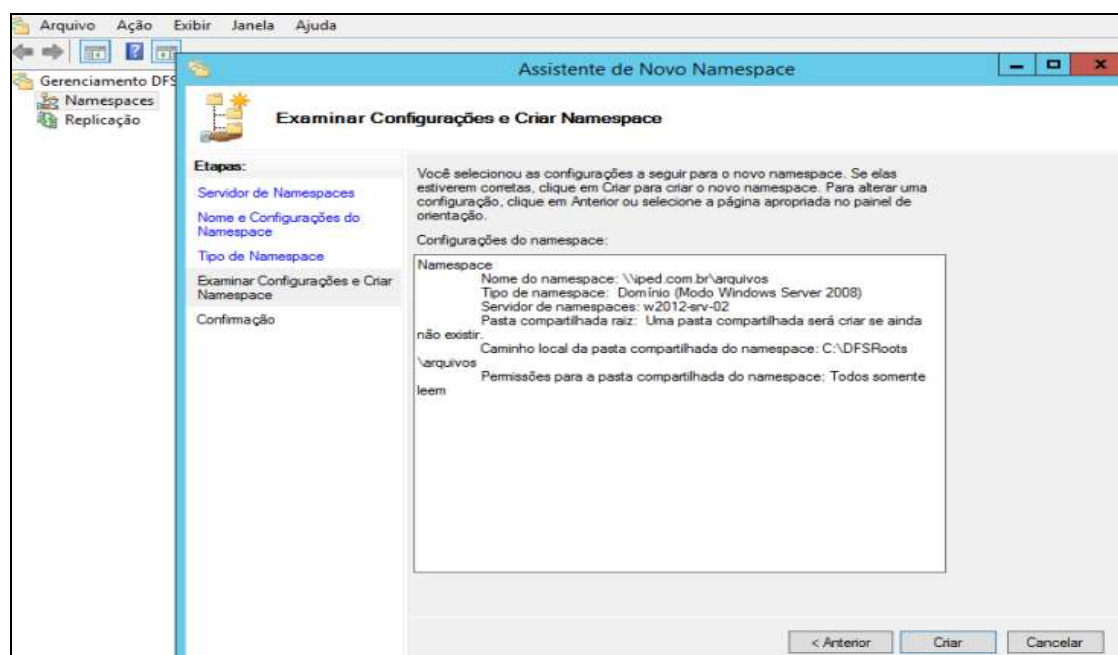 Arquivo Ação Exibir Janela Ajuda
Gerenciamento DFS
Namespaces
Replicação
Assistente de Novo Namespace
Examinar Configurações e Criar Namespace
Etapas:
Servidor de Namespaces
Nome e Configurações do
Namespace
Tipo de Namespace
Examinar Configurações e Criar
Namespace
Confirmação
Você selecionou as configurações a seguir para o novo namespace. Se elas
estiverem corretas, clique em Criar para criar o novo namespace. Para alterar uma
configuração, clique em Anterior ou selecione a página apropriada no painel de
orientação.
Configurações do namespace:
Namespace
Nome do namespace: \\iped.com.br\arquivos
Tipo de namespace: Domínio (Modo Windows Server 2008)
Servidor de namespaces: w2012-srv-02
Pasta compartilhada raiz: Uma pasta compartilhada será criar se ainda
não existir.
Caminho local da pasta compartilhada do namespace: C:\DFSRoots
\arquivos
Permissões para a pasta compartilhada do namespace: Todos somente
leem
< Anterior
Criar
Cancelar